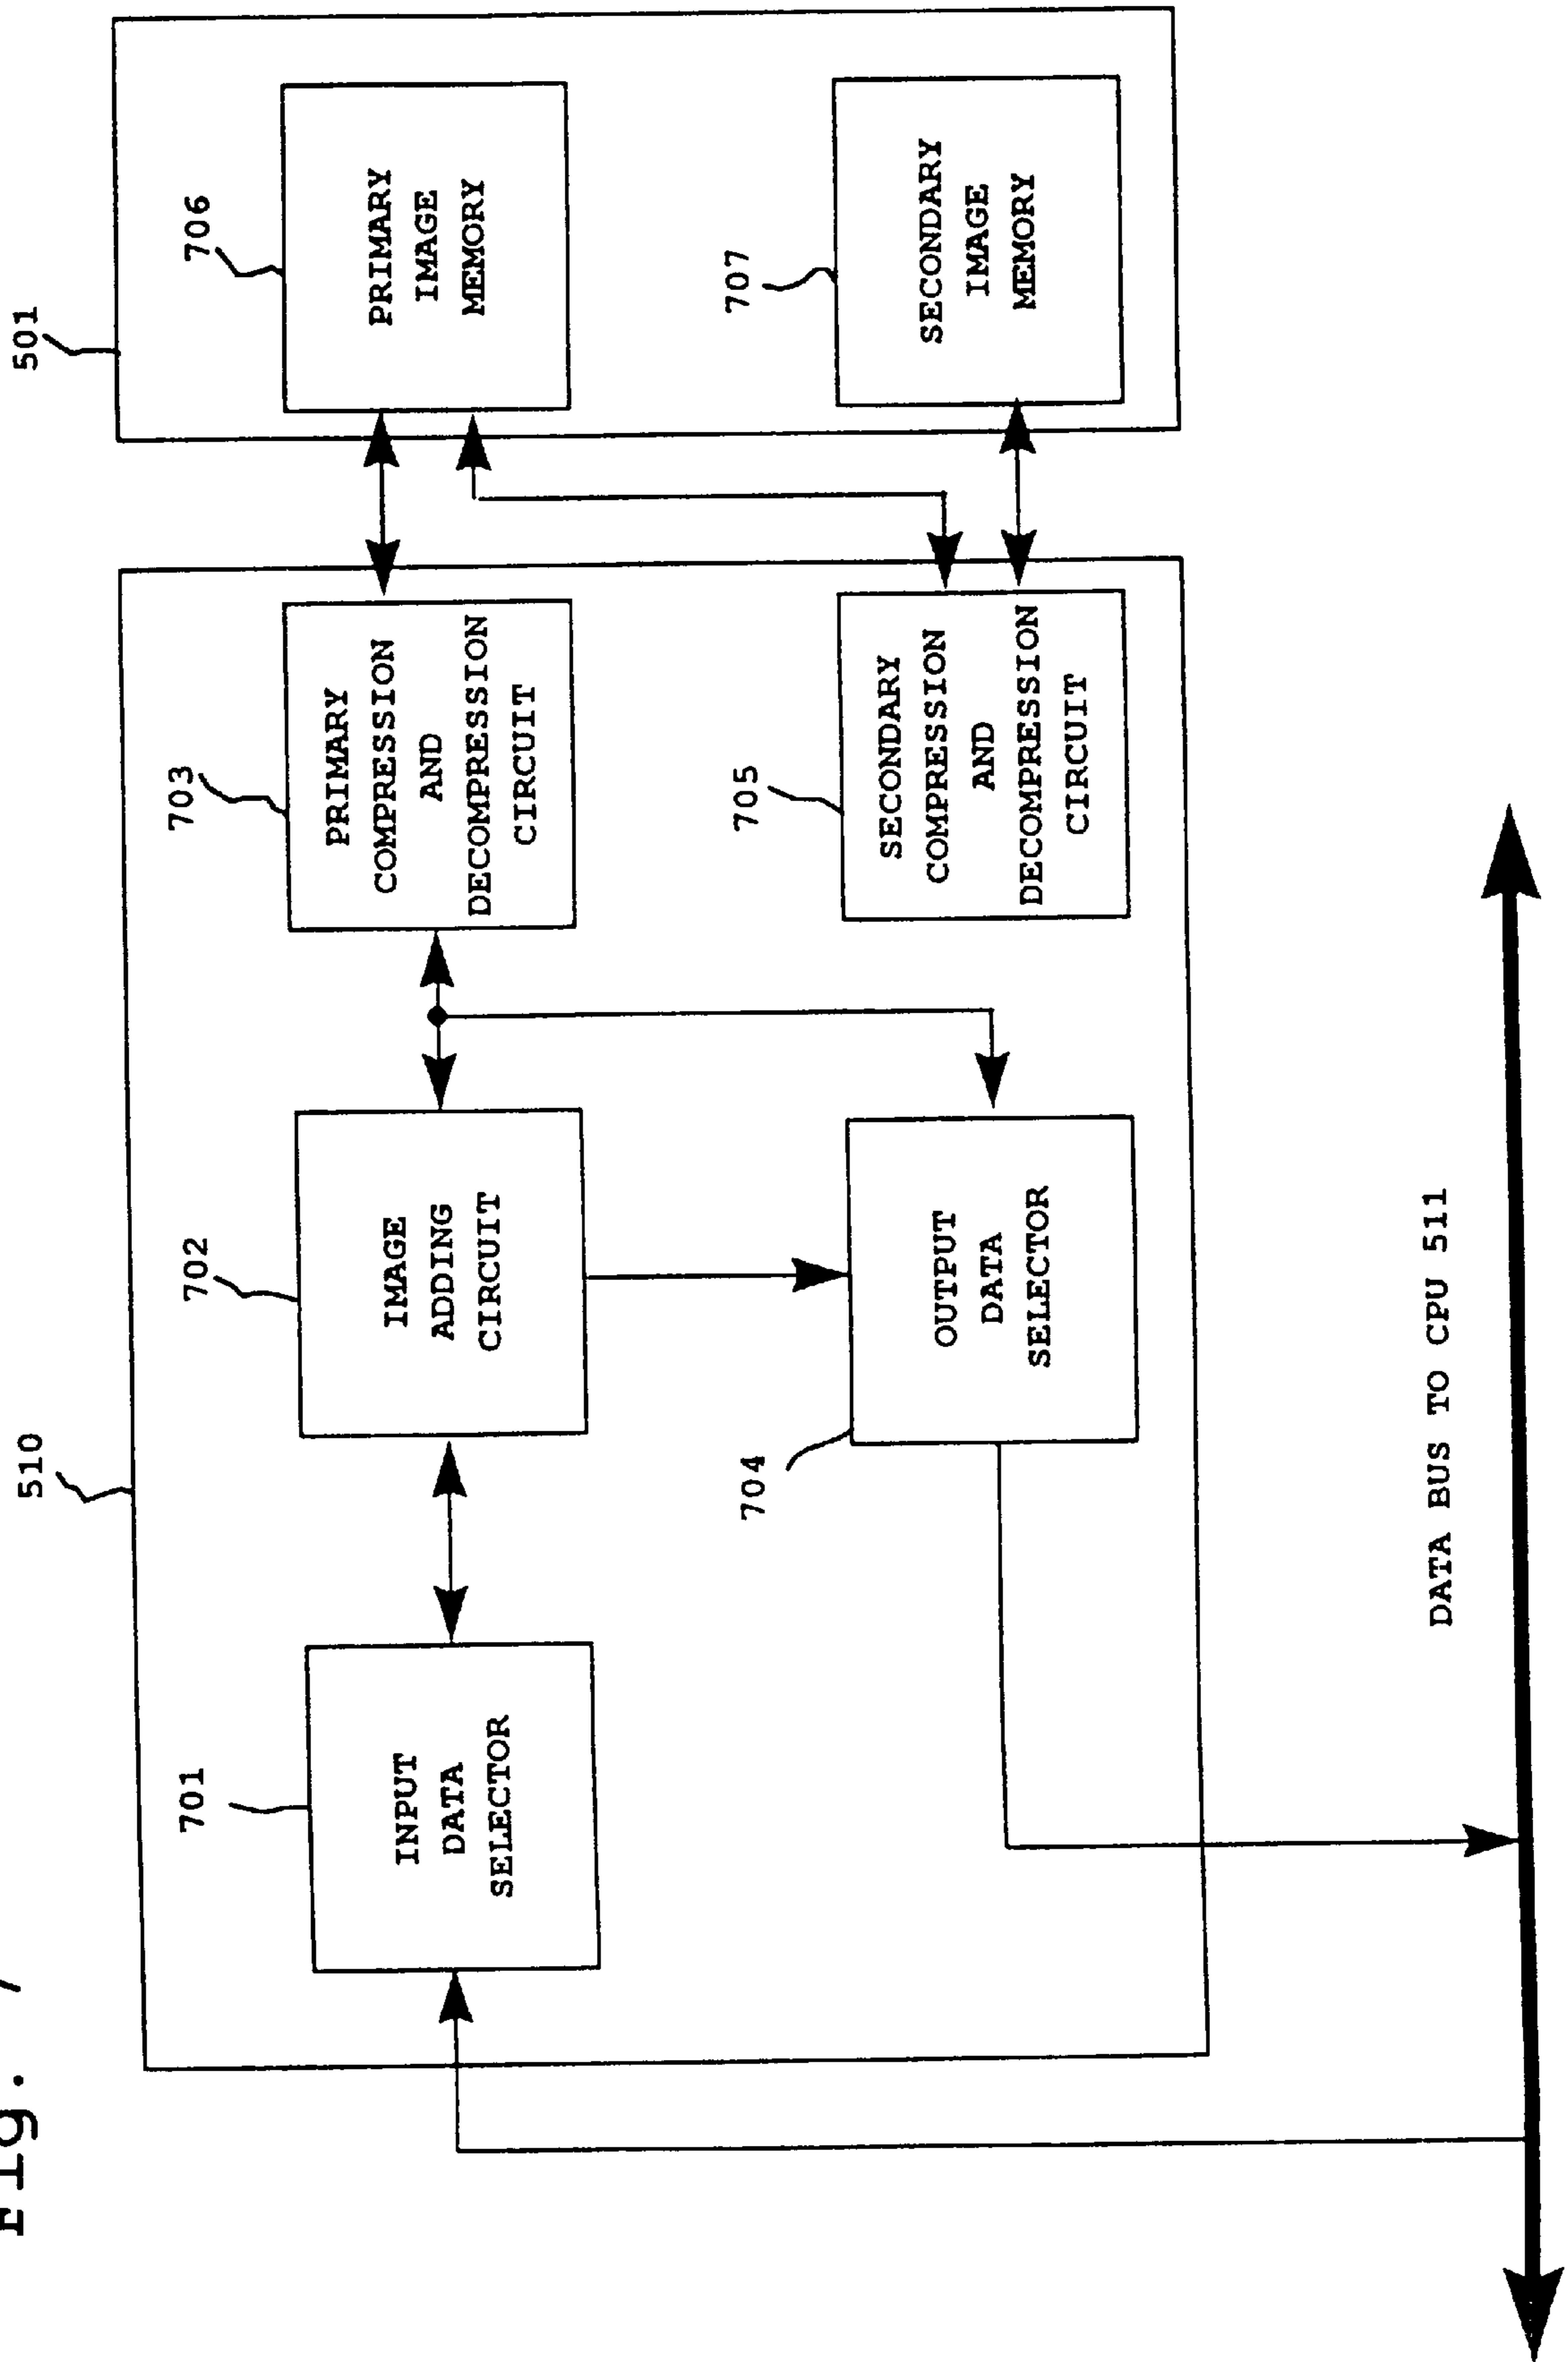 Fig. 7
510
501
701
INPUT
DATA
SELECTOR
702
IMAGE
ADDING
CIRCUIT
703
PRIMARY
COMPRESSION
AND
DECOMPRESSION
CIRCUIT
706
PRIMARY
IMAGE
MEMORY
704
OUTPUT
DATA
SELECTOR
705
SECONDARY
COMPRESSION
AND
DECOMPRESSION
CIRCUIT
707
SECONDARY
IMAGE
MEMORY
DATA BUS TO CPU 511